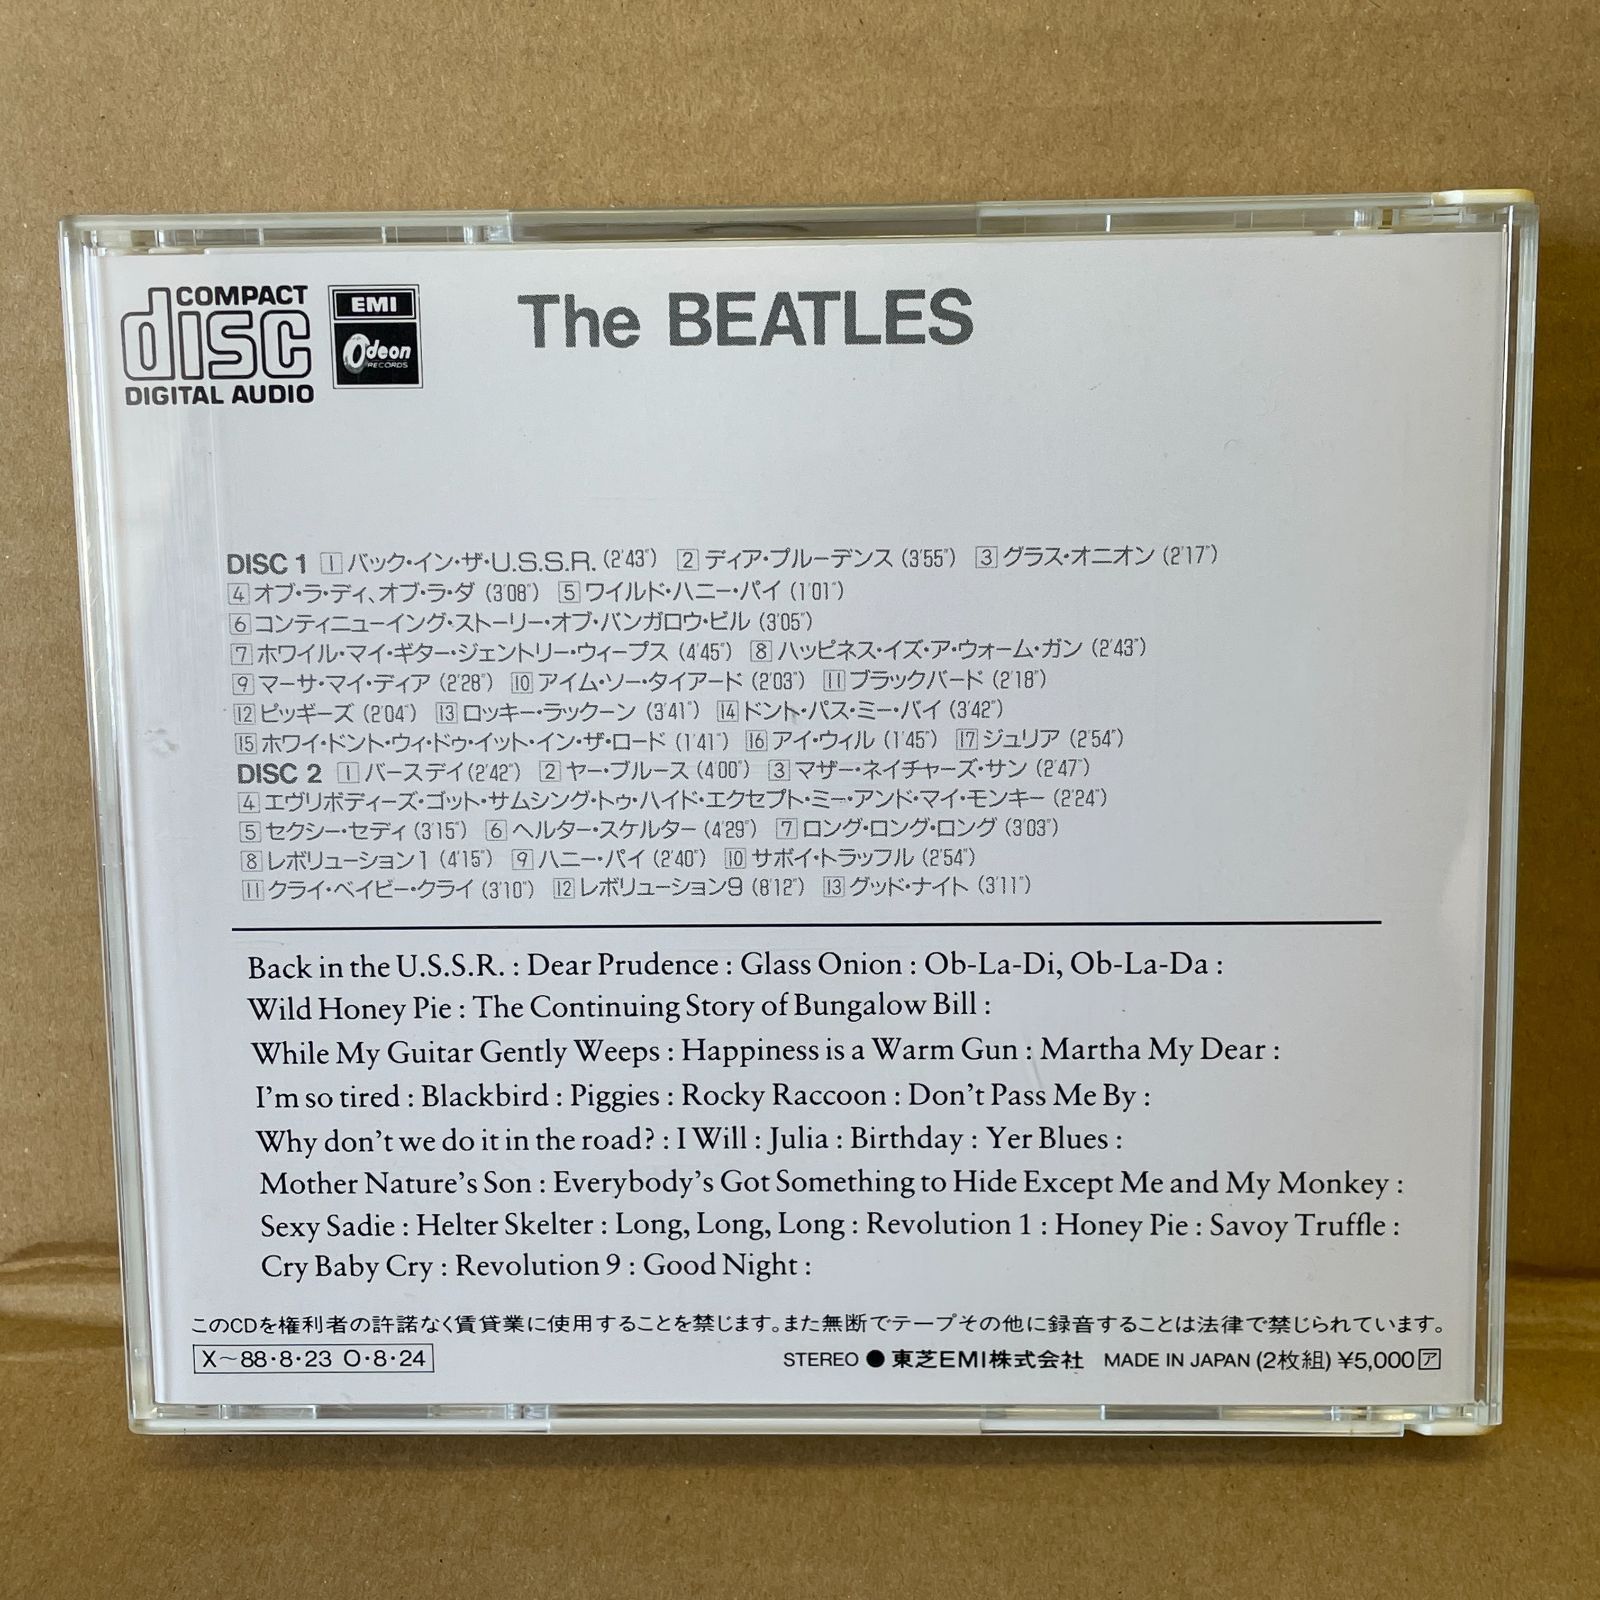 COMPACT
disc
DIGITAL AUDIO
EMI
Odeon
RECORDS
The BEATLES
DISC 1 1 バック・イン・ザ・U.S.S.R. (2'43") 2 ディア・プルーデンス (3'55") 3 グラス・オニオン (2'17")
4 オブ・ラ・ディ、オブ・ラ・ダ (3'08") 5 ワイルド・ハニー・パイ (1'01")
6 コンティニューイング・ストーリー・オブ・バンガロウ・ビル (3'05")
7 ホワイル・マイ・ギター・ジェントリー・ウィープス (4'45") 8 ハッピネス・イズ・ア・ウォーム・ガン (2'43")
9 マーサ・マイ・ディア (2'28") 10 アイム・ソー・タイアード (2'03") 11 ブラックバード (2'18")
12 ピッギーズ (2'04") 13 ロッキー・ラックーン (3'41") 14 ドント・パス・ミー・バイ (3'42")
15 ホワイ・ドント・ウィ・ドゥ・イット・イン・ザ・ロード (1'41") 16 アイ・ウィル (1'45") 17 ジュリア (2'54")
DISC 2 1 バースデイ (2'42") 2 ヤー・ブルース (4'00") 3 マザー・ネイチャーズ・サン (2'47")
4 エヴリボディーズ・ゴット・サムシング・トゥ・ハイド・エクセプト・ミー・アンド・マイ・モンキー (2'24")
5 セクシー・セディ (3'15") 6 ヘルター・スケルター (4'29") 7 ロング・ロング・ロング (3'03")
8 レボリューション1 (4'15") 9 ハニー・パイ (2'40") 10 サボイ・トラッフル (2'54")
11 クライ・ベイビー・クライ (3'10") 12 レボリューション9 (8'12") 13 グッド・ナイト (3'11")
Back in the U.S.S.R. : Dear Prudence : Glass Onion : Ob-La-Di, Ob-La-Da :
Wild Honey Pie : The Continuing Story of Bungalow Bill :
While My Guitar Gently Weeps : Happiness is a Warm Gun : Martha My Dear :
I'm so tired : Blackbird : Piggies : Rocky Raccoon : Don't Pass Me By :
Why don't we do it in the road? : I Will : Julia : Birthday : Yer Blues :
Mother Nature's Son : Everybody's Got Something to Hide Except Me and My Monkey :
Sexy Sadie : Helter Skelter : Long, Long, Long : Revolution 1 : Honey Pie : Savoy Truffle :
Cry Baby Cry : Revolution 9 : Good Night :
このCDを権利者の許諾なく賃貸業に使用することを禁じます。また無断でテープその他に録音することは法律で禁じられています。
X~88・8・23 O・8・24
STEREO ● 東芝EMI株式会社 MADE IN JAPAN (2枚組) ¥5,000 ア